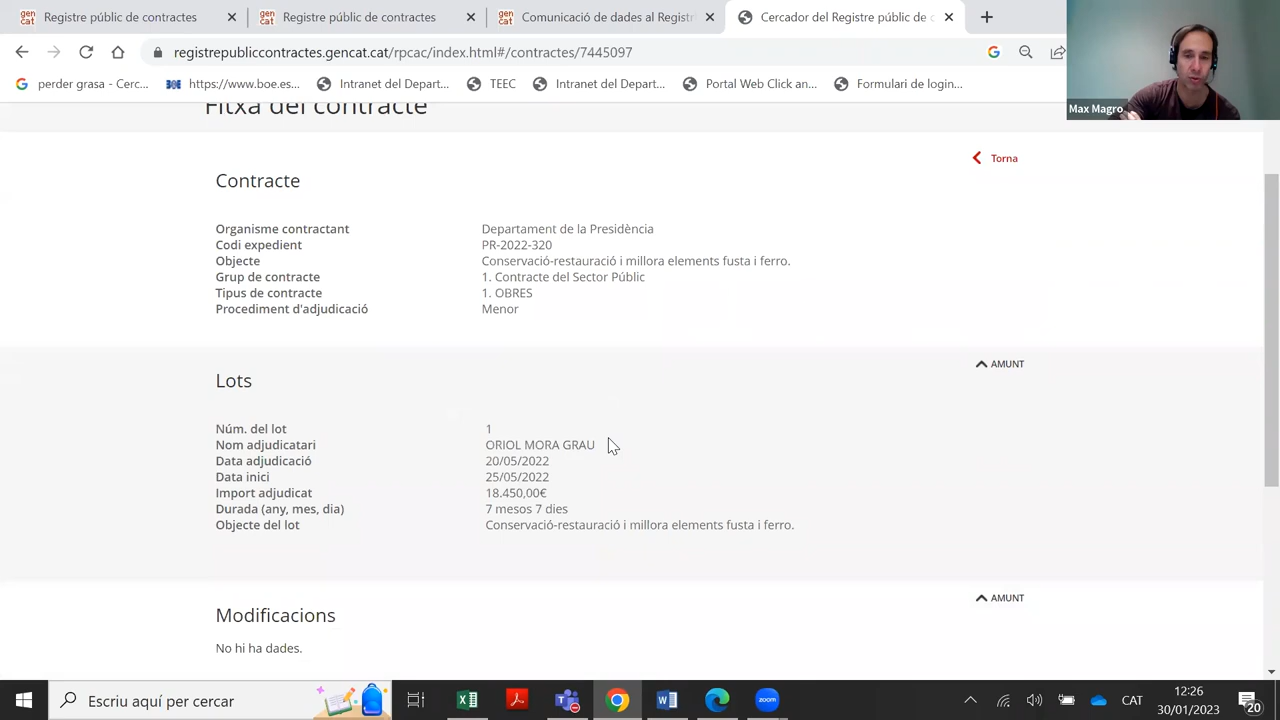 Registre públic de contractes
Registre públic de contractes
Comunicació de dades al Registr
Cercador del Registre públic de c
registrepubliccontractes.gencat.cat/rpcac/index.html#/contractes/7445097
perder grasa - Cerc...
https://www.boe.es...
Intranet del Depart...
TEEC
Intranet del Depart...
Portal Web Click an...
Formulari de login...
Max Magro
Fitxa del contracte
Torna
Contracte
Organisme contractant Departament de la Presidència
Codi expedient PR-2022-320
Objecte Conservació-restauració i millora elements fusta i ferro.
Grup de contracte 1. Contracte del Sector Públic
Tipus de contracte 1. OBRES
Procediment d'adjudicació Menor
AMUNT
Lots
Núm. del lot 1
Nom adjudicatari ORIOL MORA GRAU
Data adjudicació 20/05/2022
Data inici 25/05/2022
Import adjudicat 18.450,00€
Durada (any, mes, dia) 7 mesos 7 dies
Objecte del lot Conservació-restauració i millora elements fusta i ferro.
AMUNT
Modificacions
No hi ha dades.
Escriu aquí per cercar
zoom
CAT
12:26
30/01/2023
20